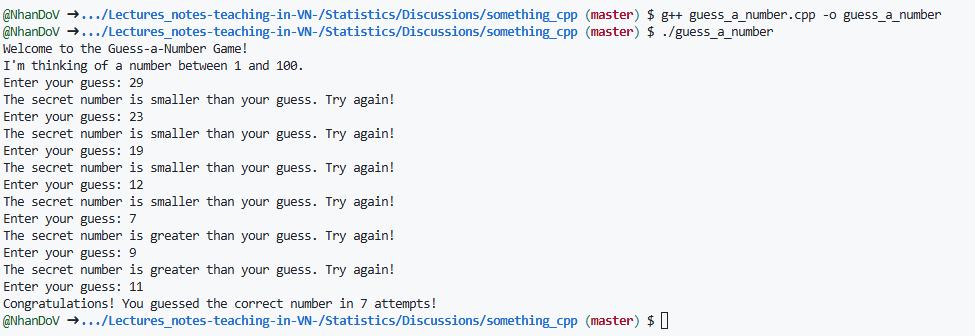 @NhanDoV ➜.../Lectures_notes-teaching-in-VN-/Statistics/Discussions/something_cpp (master) $ g++ guess_a_number.cpp -o guess_a_number
@NhanDoV ➜.../Lectures_notes-teaching-in-VN-/Statistics/Discussions/something_cpp (master) $ ./guess_a_number
Welcome to the Guess-a-Number Game!
I'm thinking of a number between 1 and 100.
Enter your guess: 29
The secret number is smaller than your guess. Try again!
Enter your guess: 23
The secret number is smaller than your guess. Try again!
Enter your guess: 19
The secret number is smaller than your guess. Try again!
Enter your guess: 12
The secret number is smaller than your guess. Try again!
Enter your guess: 7
The secret number is greater than your guess. Try again!
Enter your guess: 9
The secret number is greater than your guess. Try again!
Enter your guess: 11
Congratulations! You guessed the correct number in 7 attempts!
@NhanDoV ➜.../Lectures_notes-teaching-in-VN-/Statistics/Discussions/something_cpp (master) $